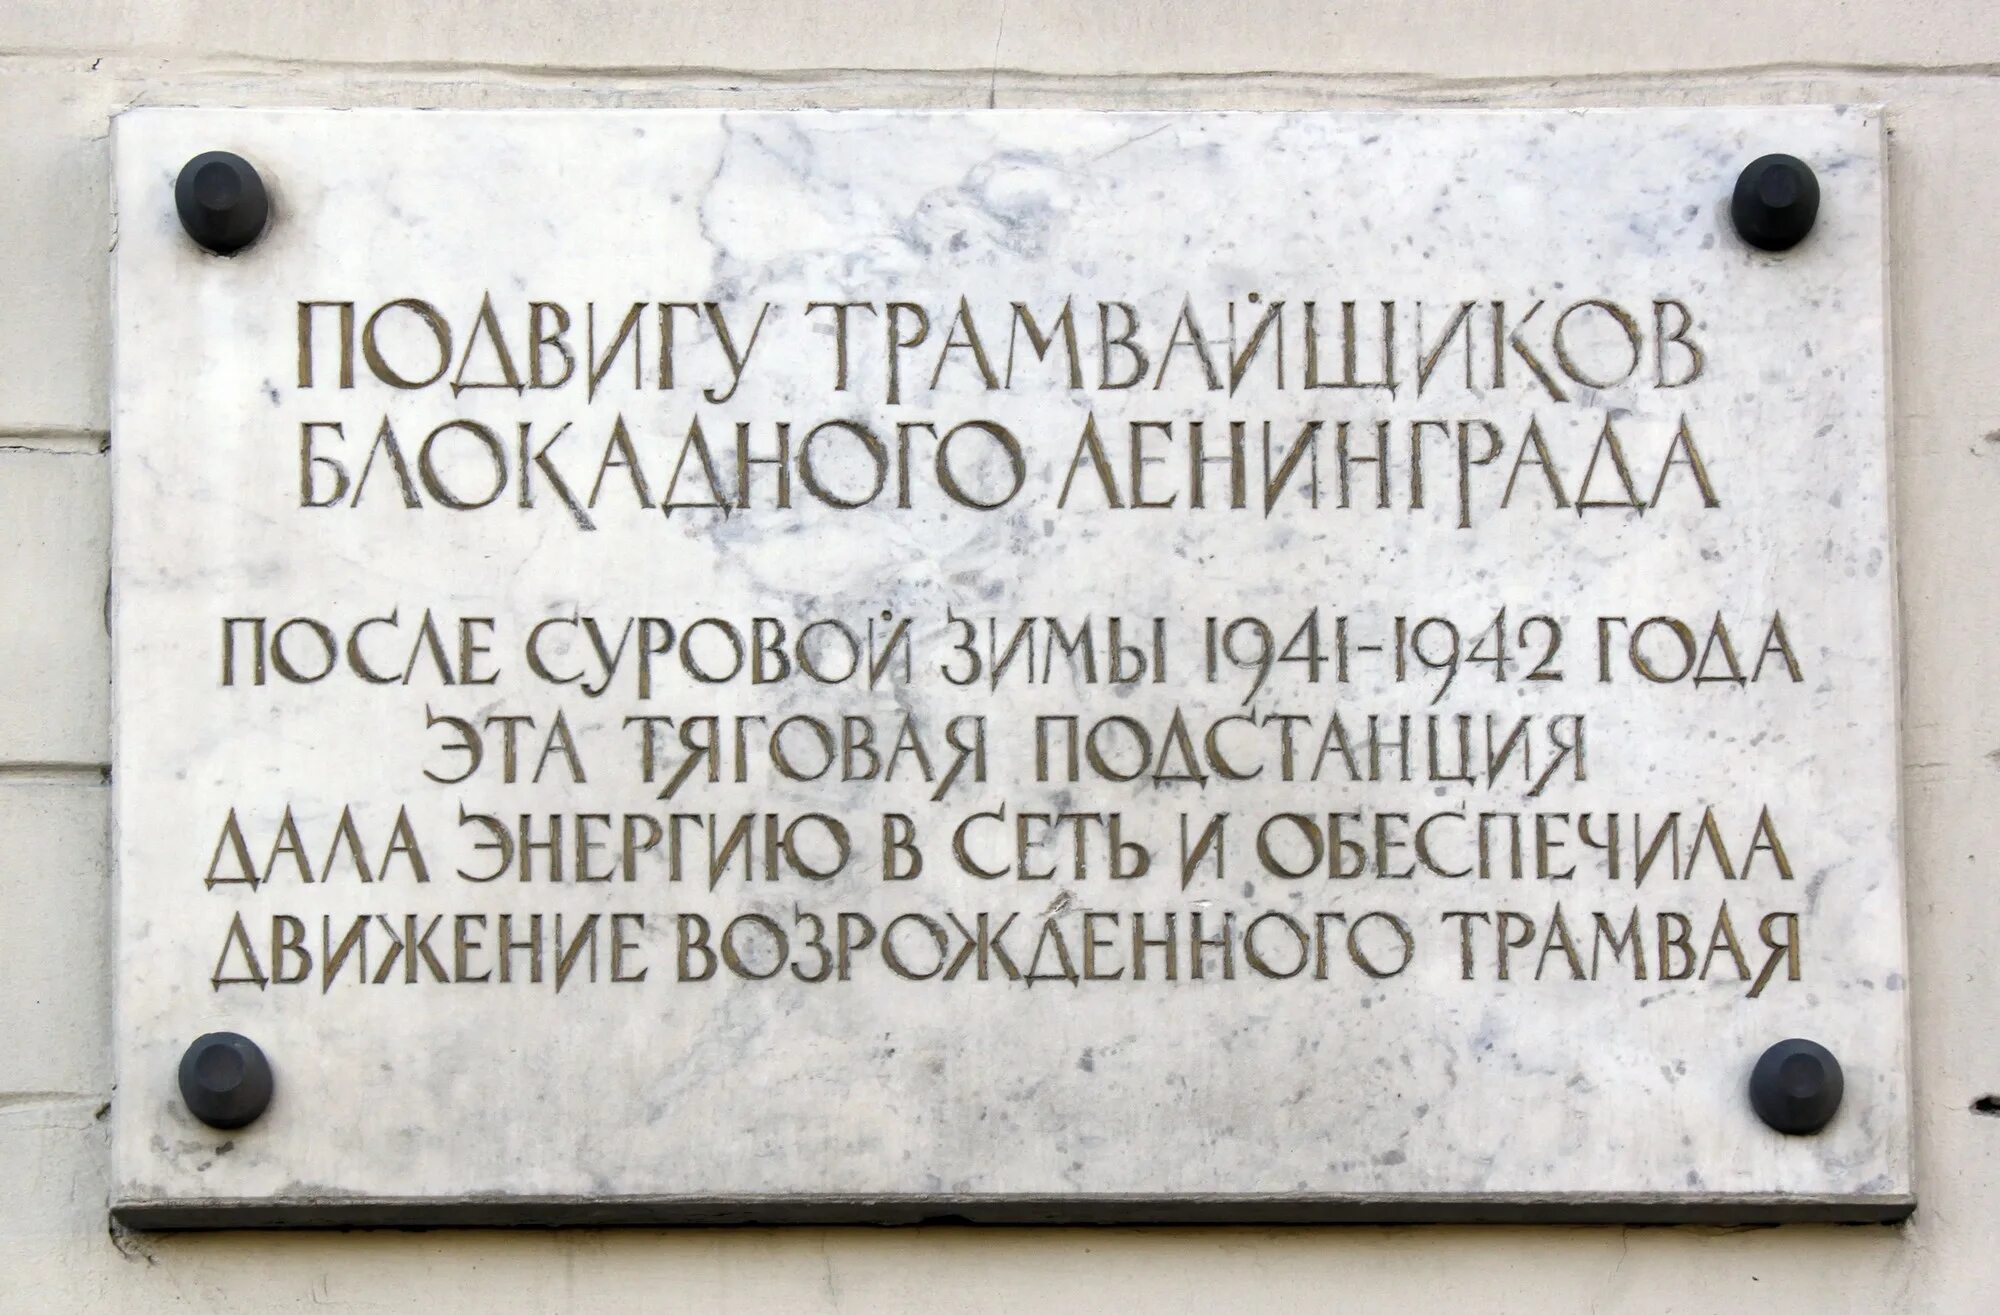 ПОДВИГУ ТРАМВАЙЩИКОВ
БЛОКАДНОГО ЛЕНИНГРАДА
ПОСЛЕ СУРОВОЙ ЗИМЫ 1941-1942 ГОДА
ЭТА ТЯГОВАЯ ПОДСТАНЦИЯ
ДАЛА ЭНЕРГИЮ В СЕТЬ И ОБЕСПЕЧИЛА
ДВИЖЕНИЕ ВОЗРОЖДЕННОГО ТРАМВАЯ